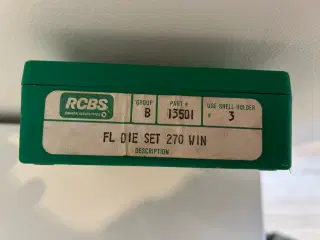 RCBS
GROUP PART # USE SHELL HOLDER
B 13501 # 3
FL DIE SET 270 WIN
DESCRIPTION